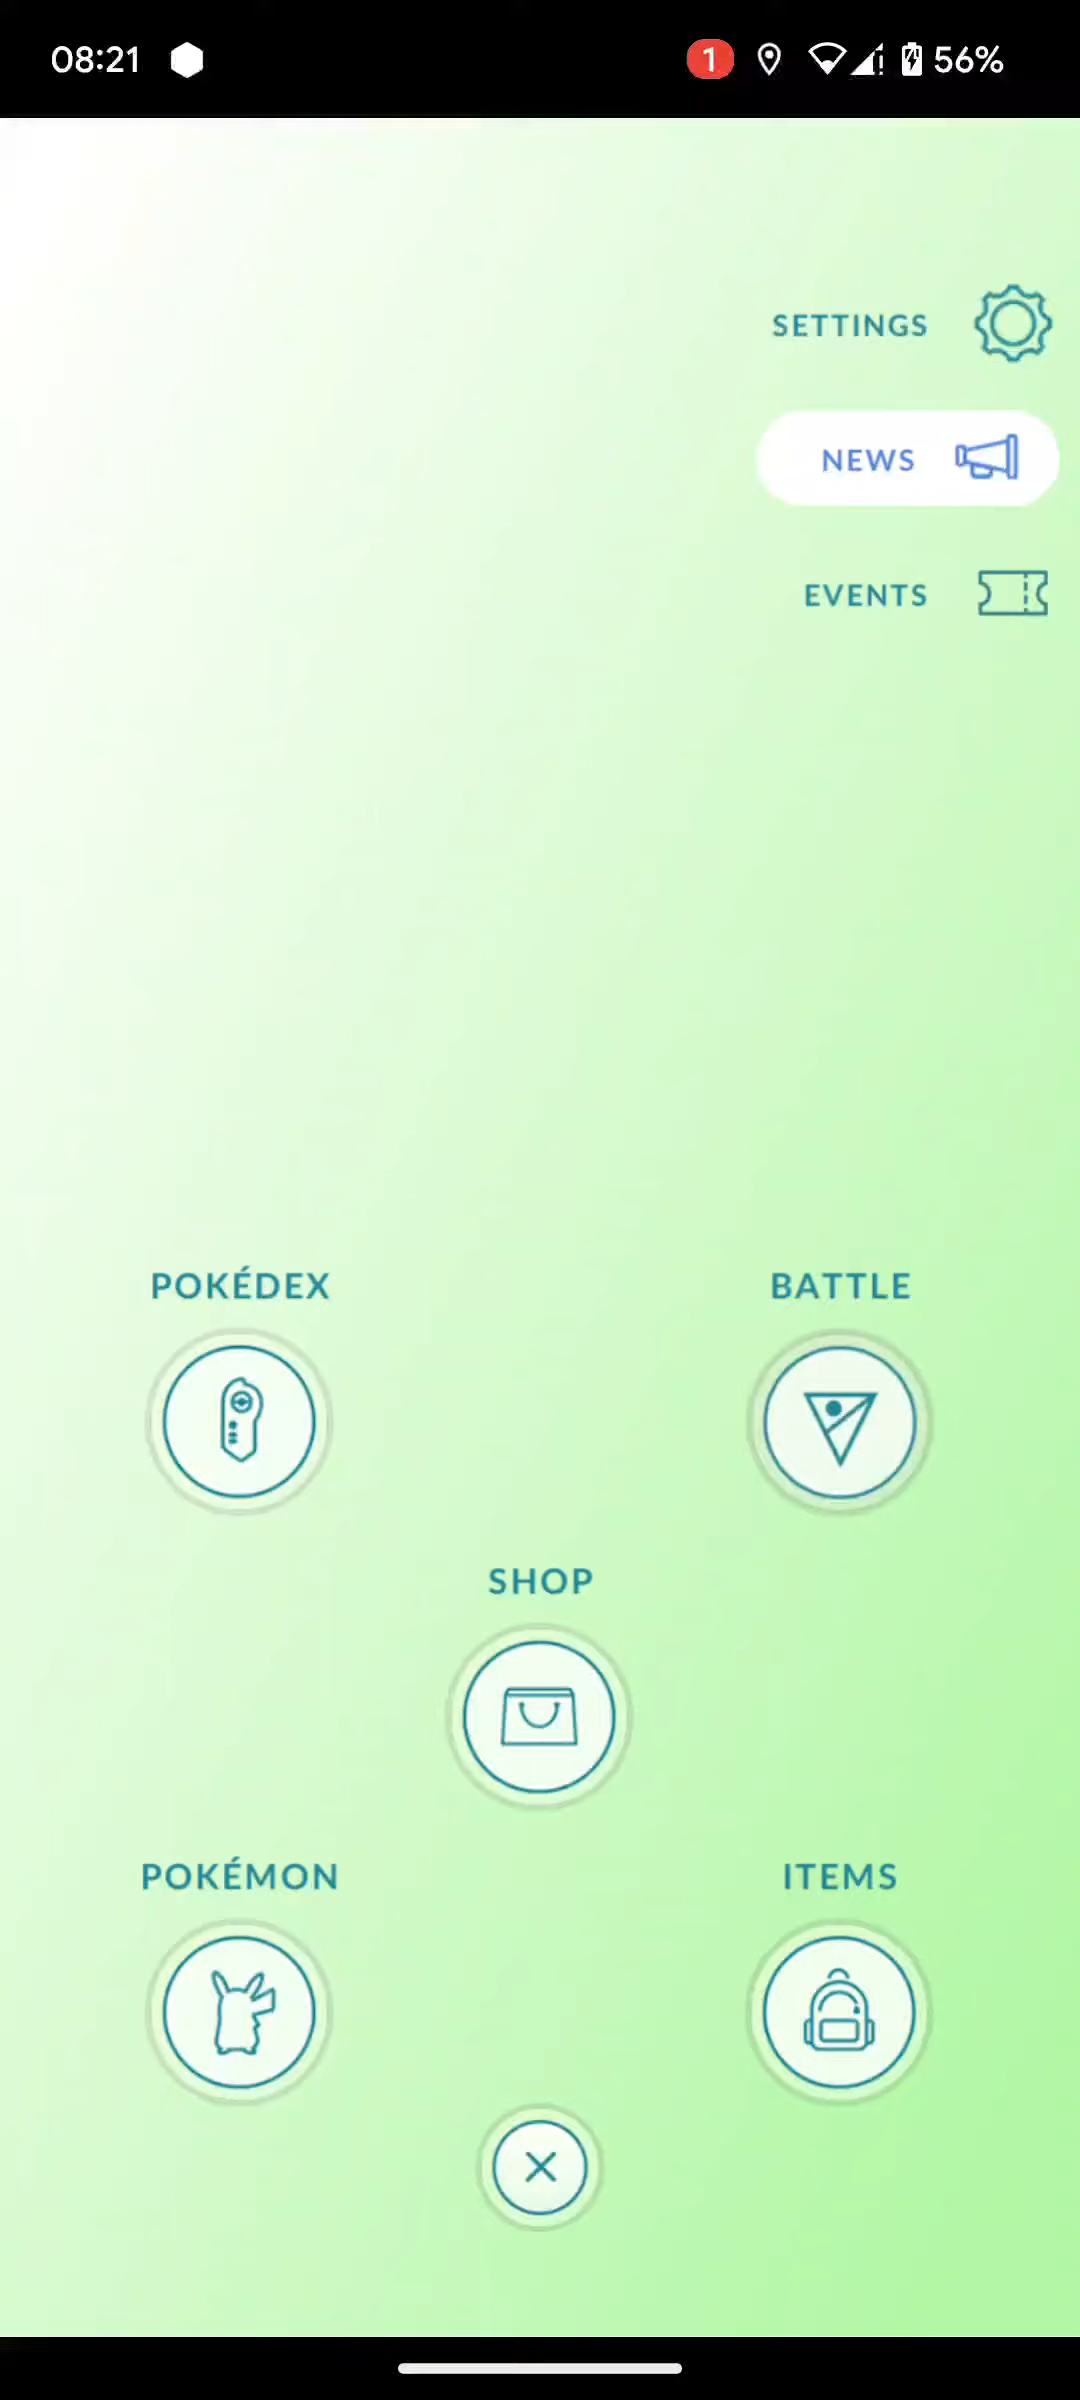 08:21
1
56%
SETTINGS
NEWS
EVENTS
POKÉDEX
BATTLE
SHOP
POKÉMON
ITEMS